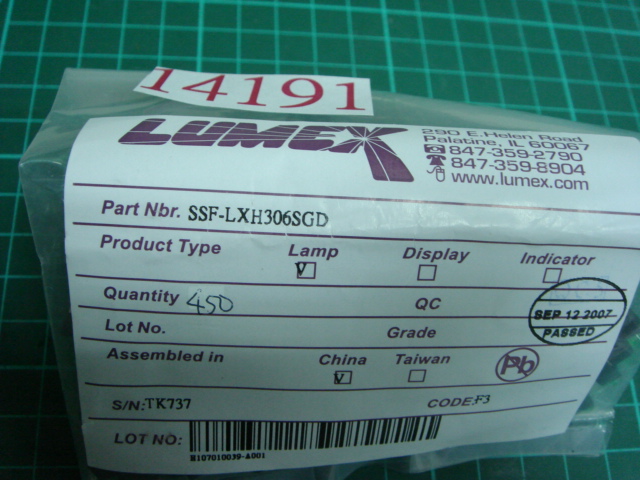 14191
LUMEX
290 E.Helen Road
Palatine, IL 60067
847-359-2790
847-359-8904
www.lumex.com
Part Nbr. SSF-LXH306SGD
Product Type Lamp Display Indicator
V
Quantity 450 QC
SEP 12 2007
PASSED
Lot No. Grade
Assembled in China Taiwan
V
Pb
S/N:TK737 CODE:F3
LOT NO:
H107010039-A001